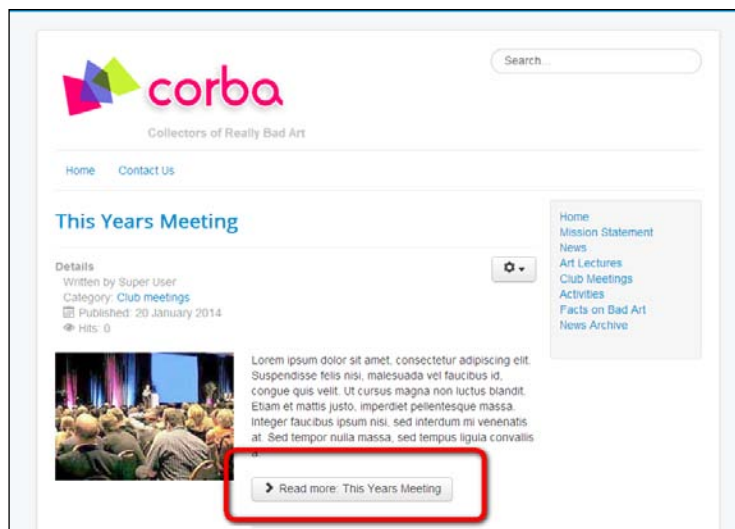 Search...
corba
Collectors of Really Bad Art
Home Contact Us
This Years Meeting
Details
Written by Super User
Category: Club meetings
Published: 20 January 2014
Hits: 0
Lorem ipsum dolor sit amet, consectetur adipiscing elit.
Suspendisse felis nisi, malesuada vel faucibus id,
congue quis velit. Ut cursus magna non luctus blandit.
Etiam et mattis justo, imperdiet pellentesque massa.
Integer faucibus ipsum nisi, sed interdum mi venenatis
at. Sed tempor nulla massa, sed tempus ligula convallis
a.
Read more: This Years Meeting
Home
Mission Statement
News
Art Lectures
Club Meetings
Activities
Facts on Bad Art
News Archive